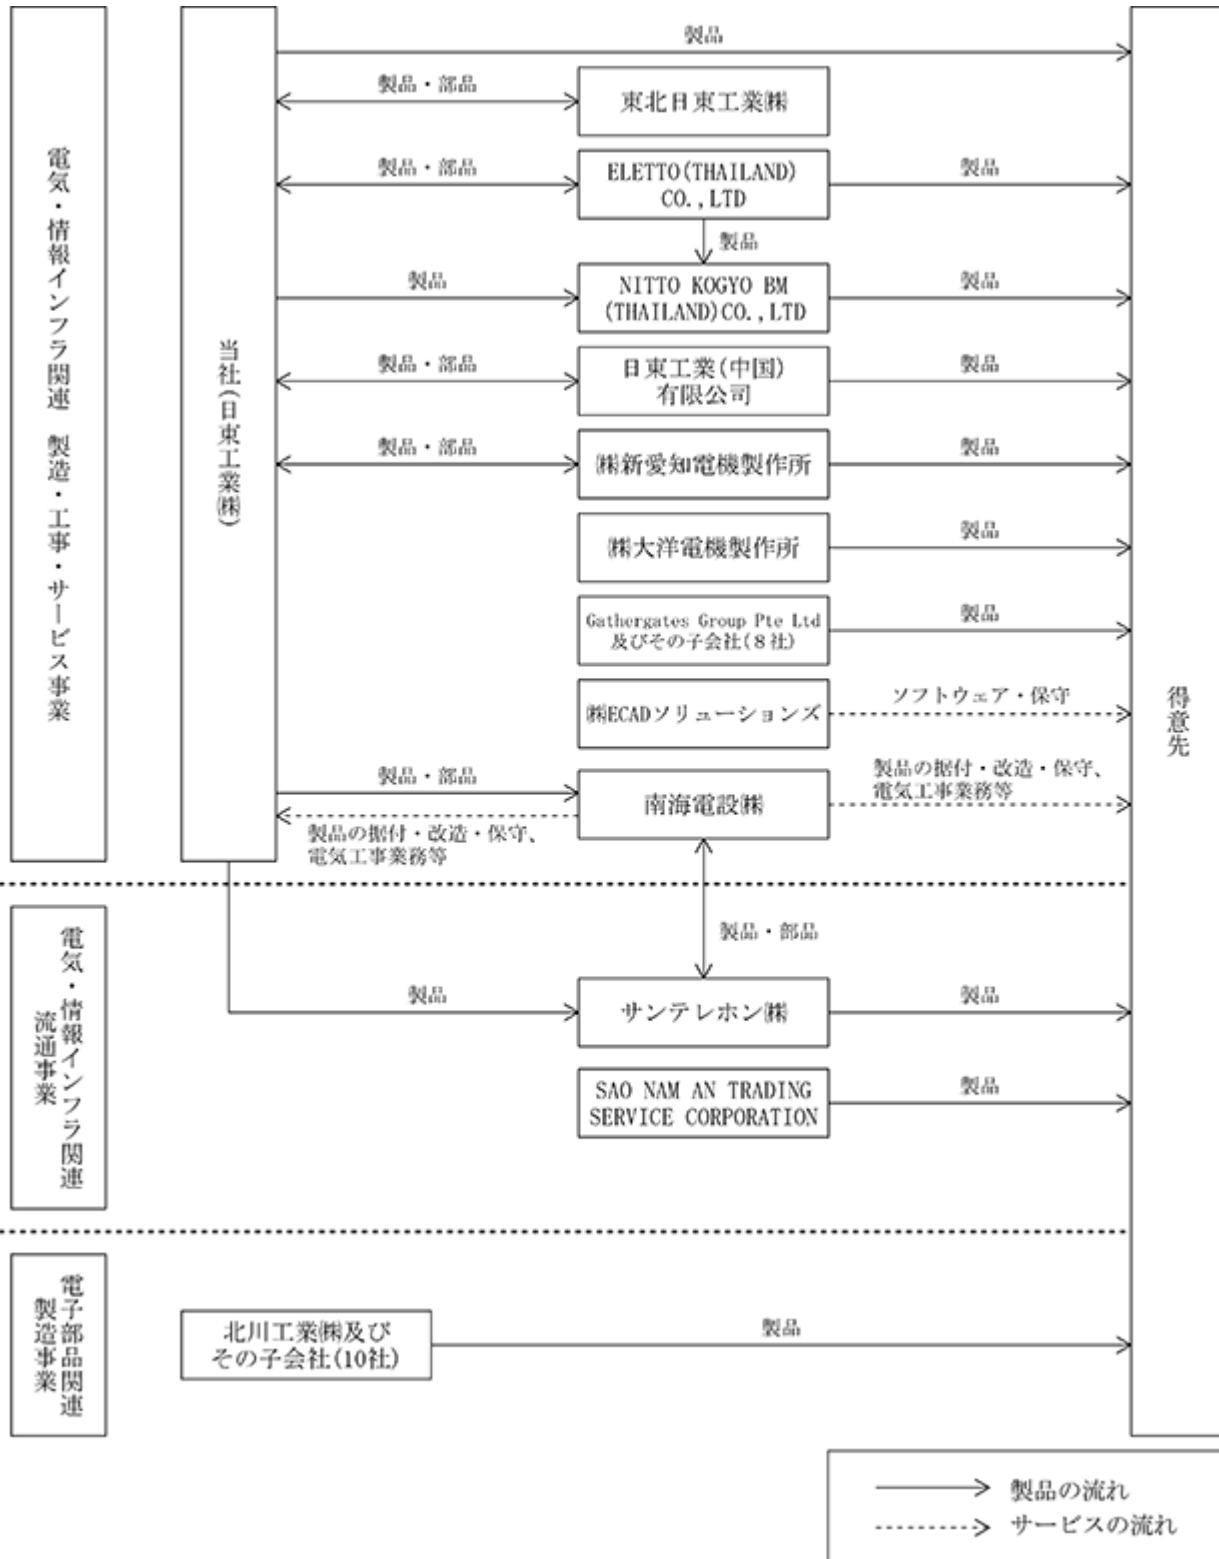 電気・情報インフラ関連 製造・工事・サービス事業
当社(日東工業㈱)
製品
製品・部品
東北日東工業㈱
製品・部品
ELETTO(THAILAND)
CO.,LTD
製品
製品
製品
NITTO KOGYO BM
(THAILAND)CO.,LTD
製品
製品・部品
日東工業(中国)
有限公司
製品
製品・部品
㈱新愛知電機製作所
製品
㈱大洋電機製作所
製品
Gathergates Group Pte Ltd
及びその子会社(8社)
製品
㈱ECADソリューションズ
ソフトウェア・保守
製品・部品
南海電設㈱
製品の据付・改造・保守、
電気工事業務等
製品の据付・改造・保守、
電気工事業務等
得意先
電気・情報インフラ関連
流通事業
製品・部品
製品
サンテレホン㈱
製品
SAO NAM AN TRADING
SERVICE CORPORATION
製品
電子部品関連
製造事業
北川工業㈱及び
その子会社(10社)
製品
製品の流れ
サービスの流れ